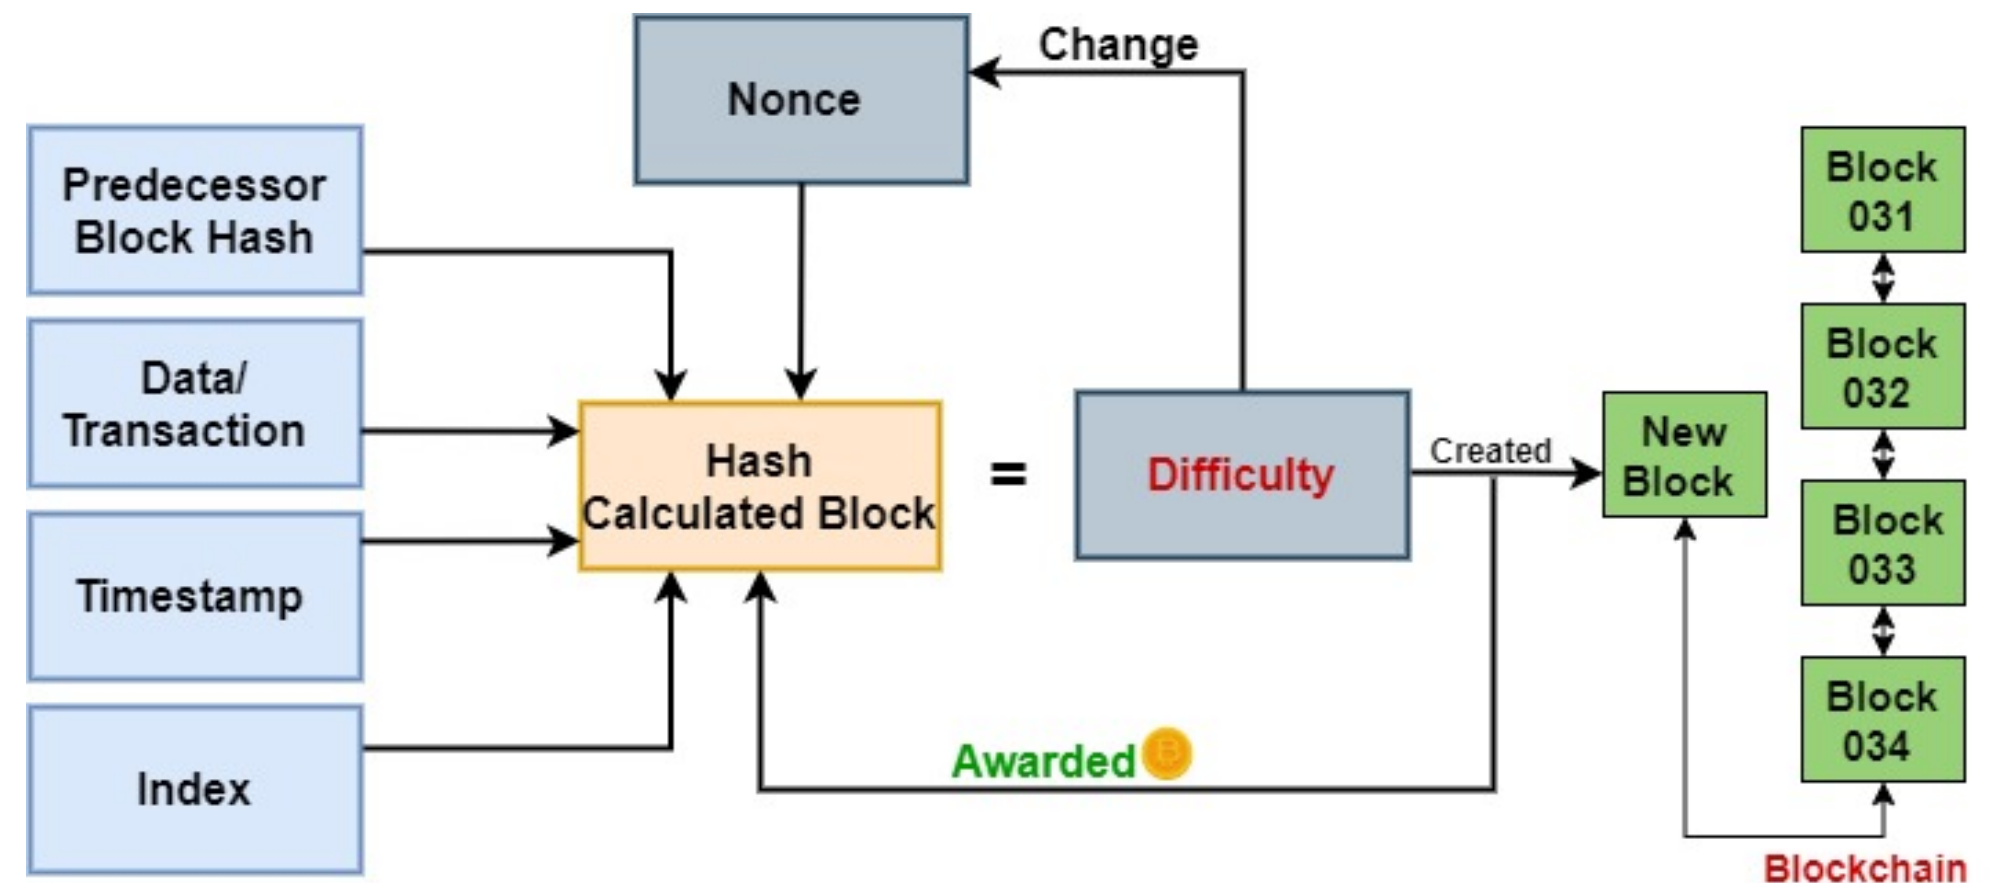 Nonce
Change
Predecessor
Block Hash
Data/
Transaction
Timestamp
Index
Hash
Calculated Block
=
Difficulty
Created
New
Block
Awarded
Block
031
Block
032
Block
033
Block
034
Blockchain